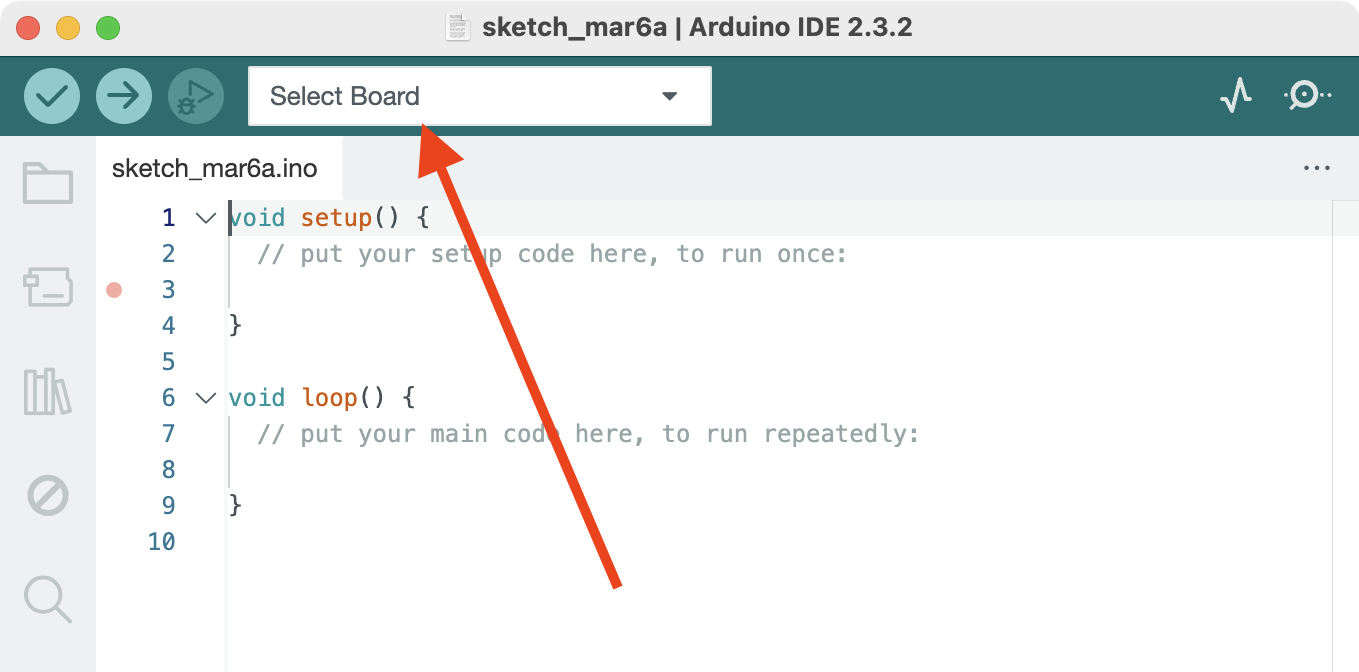 sketch_mar6a | Arduino IDE 2.3.2
Select Board
sketch_mar6a.ino
1 void setup() {
2 // put your setup code here, to run once:
3
4 }
5
6 void loop() {
7 // put your main code here, to run repeatedly:
8
9 }
10